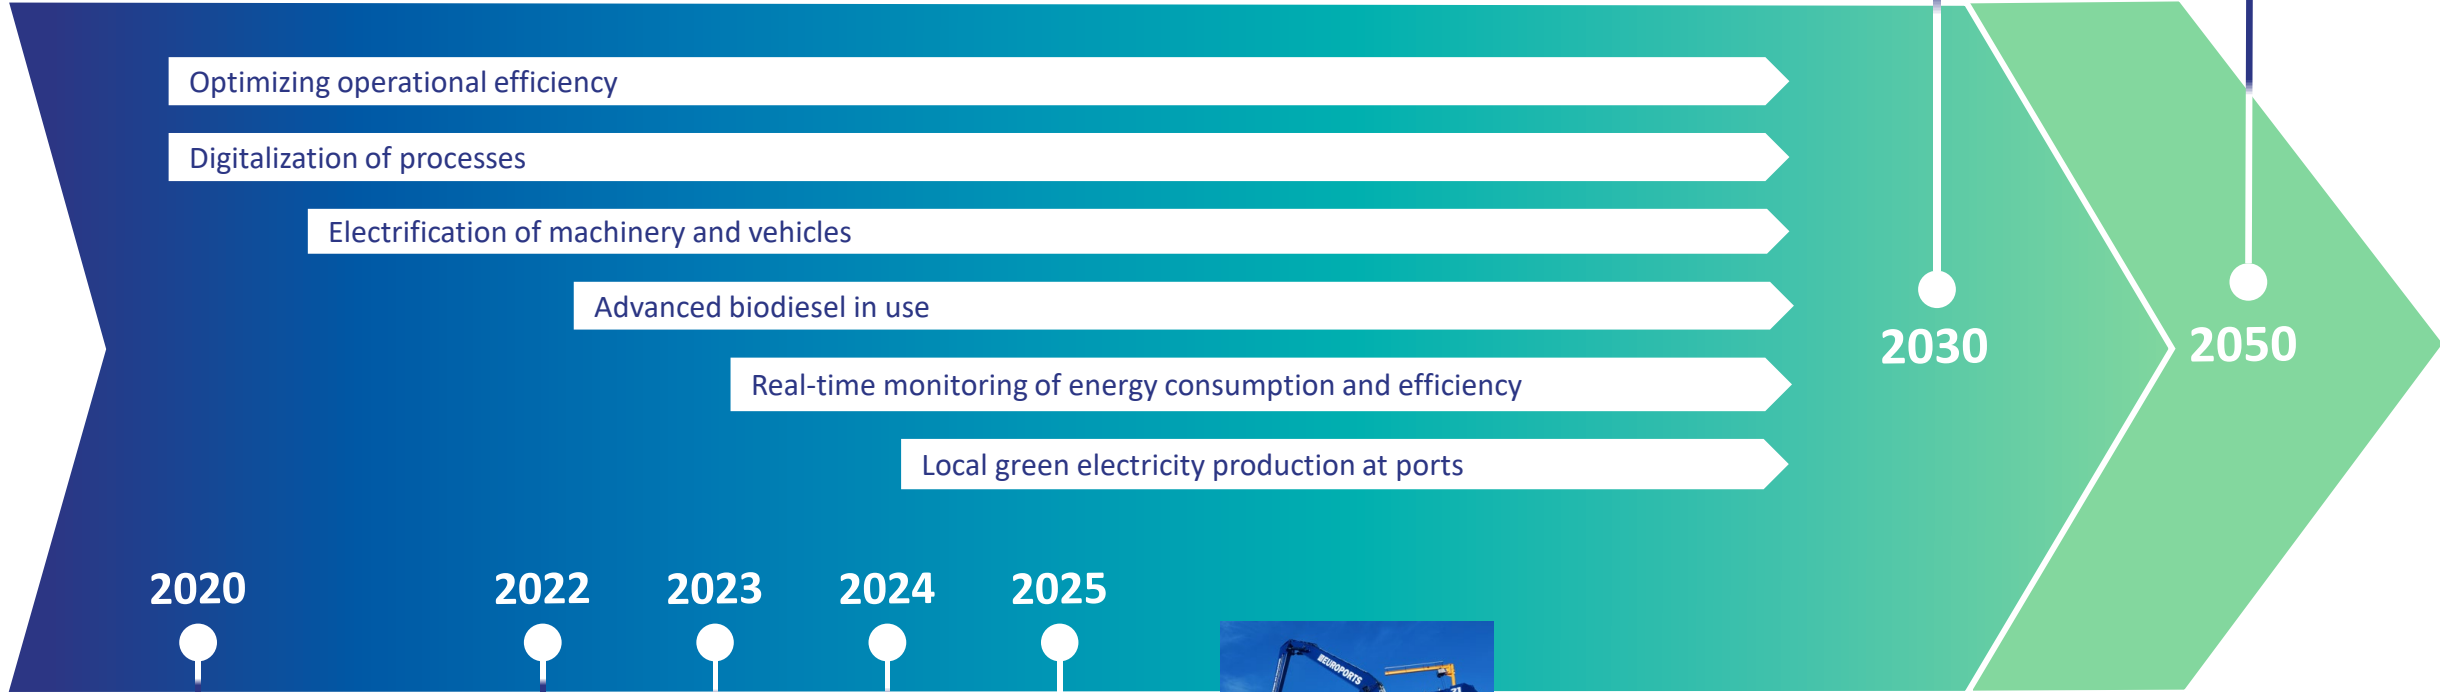 Optimizing operational efficiency
Digitalization of processes
Electrification of machinery and vehicles
Advanced biodiesel in use
Real-time monitoring of energy consumption and efficiency
Local green electricity production at ports
2030
2050
2020
2022
2023
2024
2025
EUROPORTS